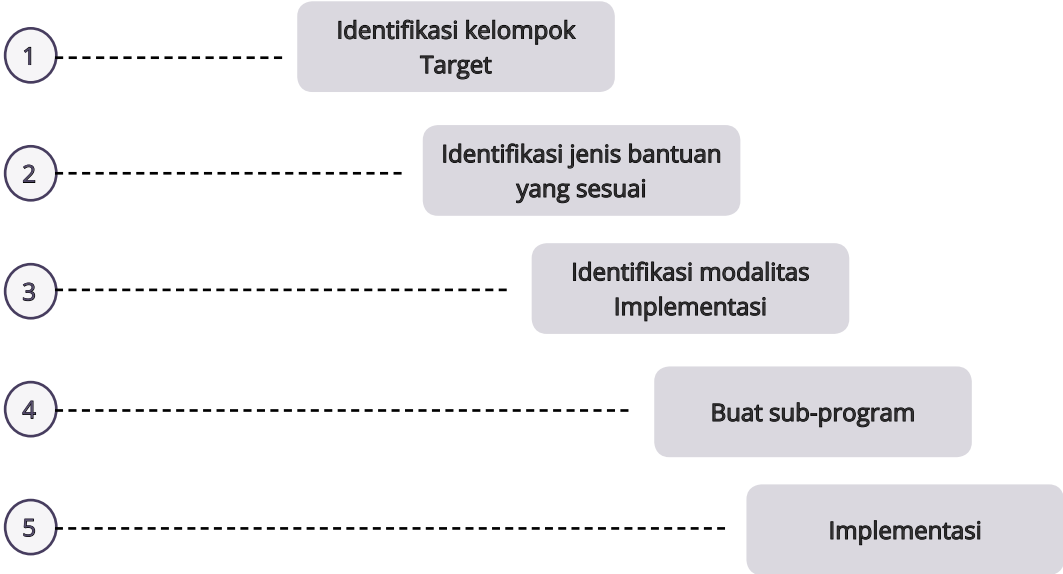 1
Identifikasi kelompok
Target
2
Identifikasi jenis bantuan
yang sesuai
3
Identifikasi modalitas
Implementasi
4
Buat sub-program
5
Implementasi